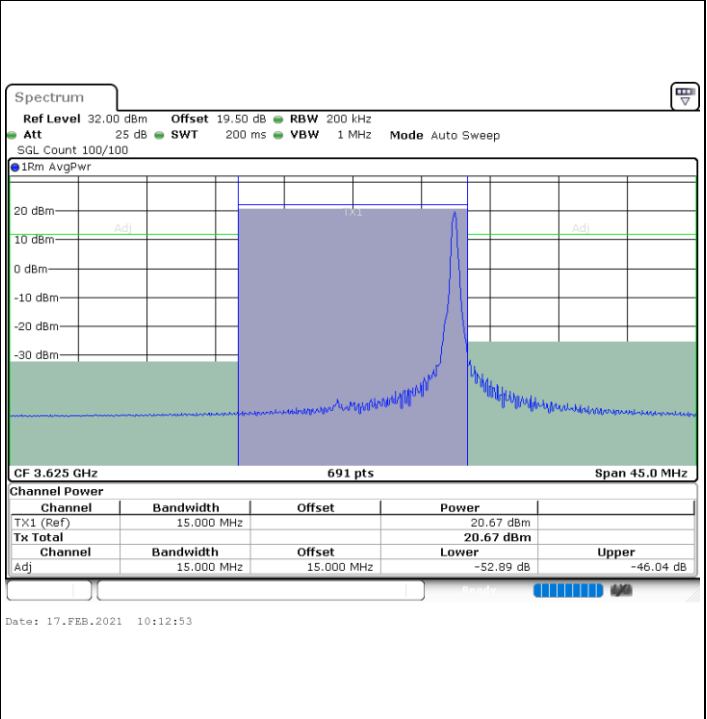 Spectrum
Ref Level 32.00 dBm Offset 19.50 dB RBW 200 kHz
Att 25 dB SWT 200 ms VBW 1 MHz Mode Auto Sweep
SGL Count 100/100
1Rm AvgPwr
TX1
20 dBm
Adj Adj
10 dBm
0 dBm
-10 dBm
-20 dBm
-30 dBm
CF 3.625 GHz 691 pts Span 45.0 MHz
Channel Power
Channel Bandwidth Offset Power
TX1 (Ref) 15.000 MHz 20.67 dBm
Tx Total 20.67 dBm
Channel Bandwidth Offset Lower Upper
Adj 15.000 MHz 15.000 MHz -52.89 dB -46.04 dB
Ready
Date: 17.FEB.2021 10:12:53